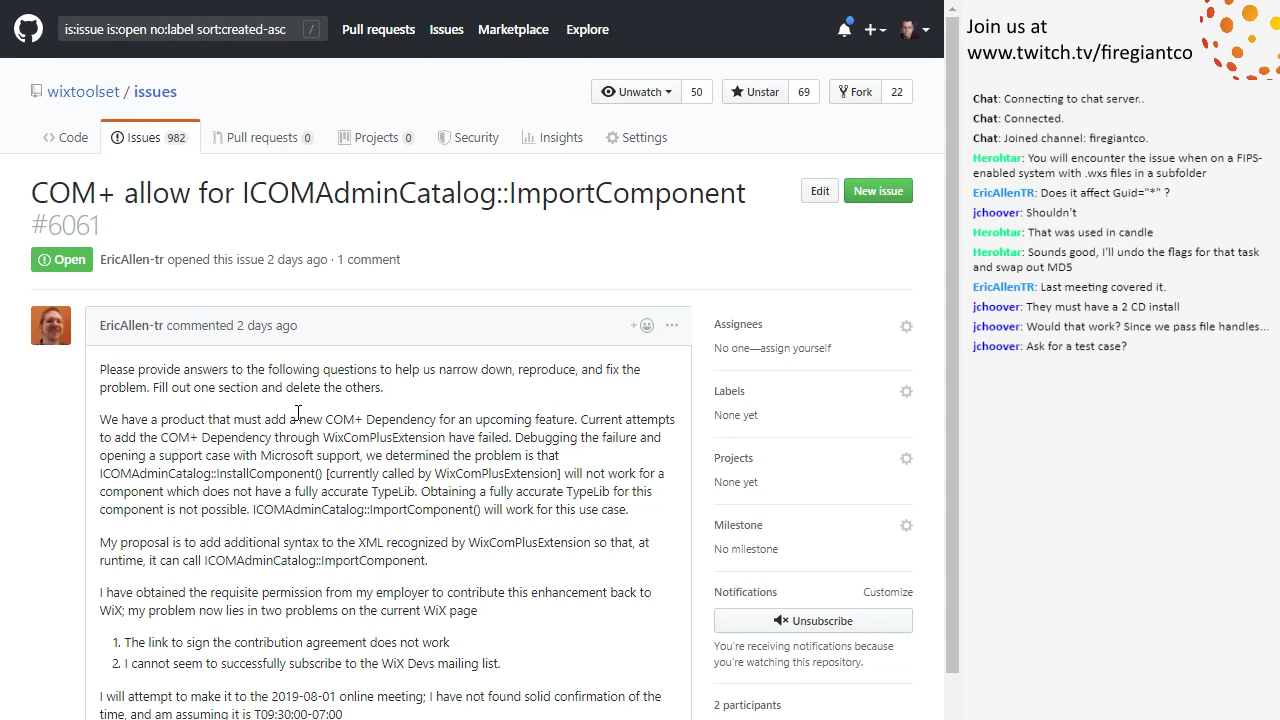 is:issue is:open no:label sort:created-asc
/
Pull requests
Issues
Marketplace
Explore
wixtoolset / issues
Unwatch
50
Unstar
69
Fork
22
Code
Issues 982
Pull requests 0
Projects 0
Security
Insights
Settings
COM+ allow for ICOMAdminCatalog::ImportComponent
#6061
Edit
New issue
Open
EricAllen-tr opened this issue 2 days ago · 1 comment
EricAllen-tr commented 2 days ago
Please provide answers to the following questions to help us narrow down, reproduce, and fix the
problem. Fill out one section and delete the others.
We have a product that must add a new COM+ Dependency for an upcoming feature. Current attempts
to add the COM+ Dependency through WixComPlusExtension have failed. Debugging the failure and
opening a support case with Microsoft support, we determined the problem is that
ICOMAdminCatalog::InstallComponent() [currently called by WixComPlusExtension] will not work for a
component which does not have a fully accurate TypeLib. Obtaining a fully accurate TypeLib for this
component is not possible. ICOMAdminCatalog::ImportComponent() will work for this use case.
My proposal is to add additional syntax to the XML recognized by WixComPlusExtension so that, at
runtime, it can call ICOMAdminCatalog::ImportComponent.
I have obtained the requisite permission from my employer to contribute this enhancement back to
WiX; my problem now lies in two problems on the current WiX page
1. The link to sign the contribution agreement does not work
2. I cannot seem to successfully subscribe to the WiX Devs mailing list.
I will attempt to make it to the 2019-08-01 online meeting; I have not found solid confirmation of the
time, and am assuming it is T09:30:00-07:00
Assignees
No one—assign yourself
Labels
None yet
Projects
None yet
Milestone
No milestone
Notifications
Customize
Unsubscribe
You're receiving notifications because
you're watching this repository.
2 participants
Join us at
www.twitch.tv/firegiantco
Chat: Connecting to chat server..
Chat: Connected.
Chat: Joined channel: firegiantco.
Herohtar: You will encounter the issue when on a FIPS-
enabled system with .wxs files in a subfolder
EricAllenTR: Does it affect Guid="*" ?
jchoover: Shouldn't
Herohtar: That was used in candle
Herohtar: Sounds good, I'll undo the flags for that task
and swap out MD5
EricAllenTR: Last meeting covered it.
jchoover: They must have a 2 CD install
jchoover: Would that work? Since we pass file handles...
jchoover: Ask for a test case?